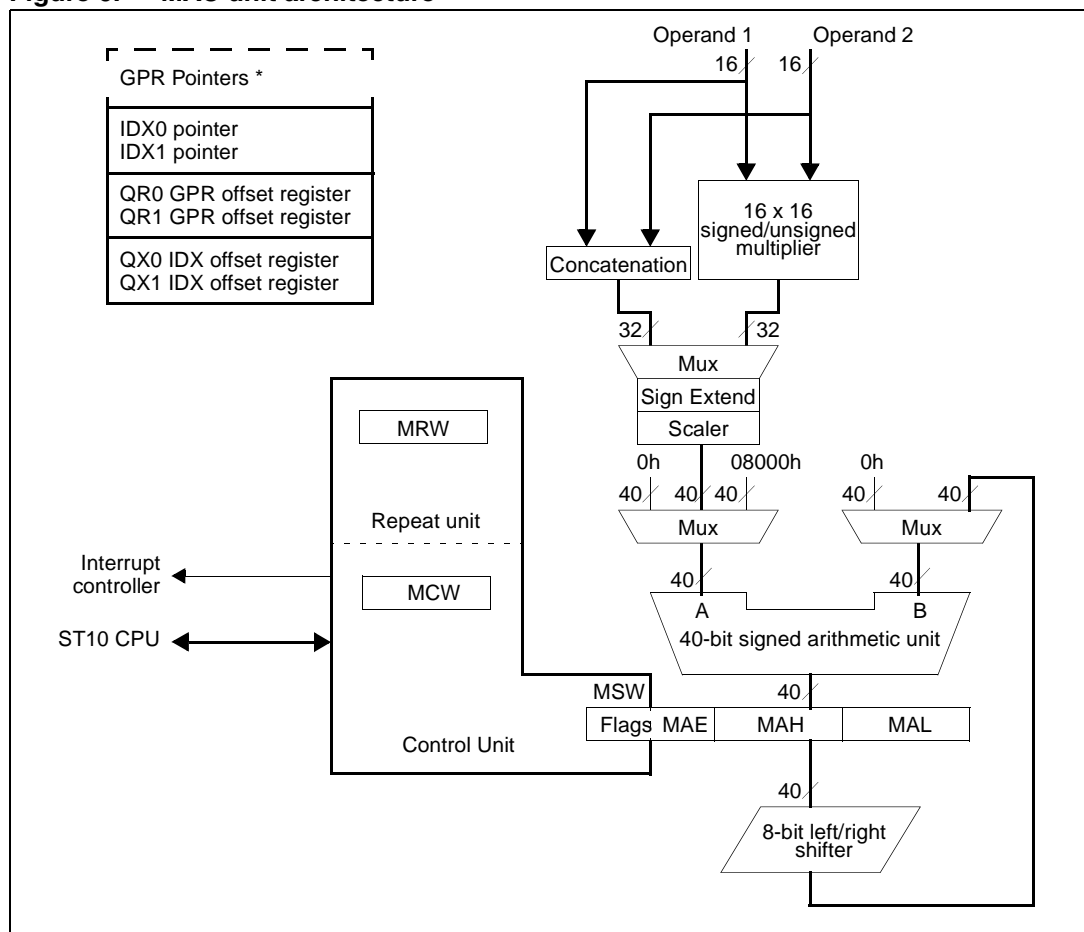 Operand 1 Operand 2
16 16
GPR Pointers *
IDX0 pointer
IDX1 pointer
QR0 GPR offset register
QR1 GPR offset register
QX0 IDX offset register
QX1 IDX offset register
16 x 16
signed/unsigned
multiplier
Concatenation
32 32
Mux
Sign Extend
Scaler
MRW
0h 08000h 0h
40 40 40 40 40
Repeat unit
Mux Mux
Interrupt
controller
40 40
MCW
A B
ST10 CPU
40-bit signed arithmetic unit
MSW 40
Flags MAE MAH MAL
Control Unit
40
8-bit left/right
shifter